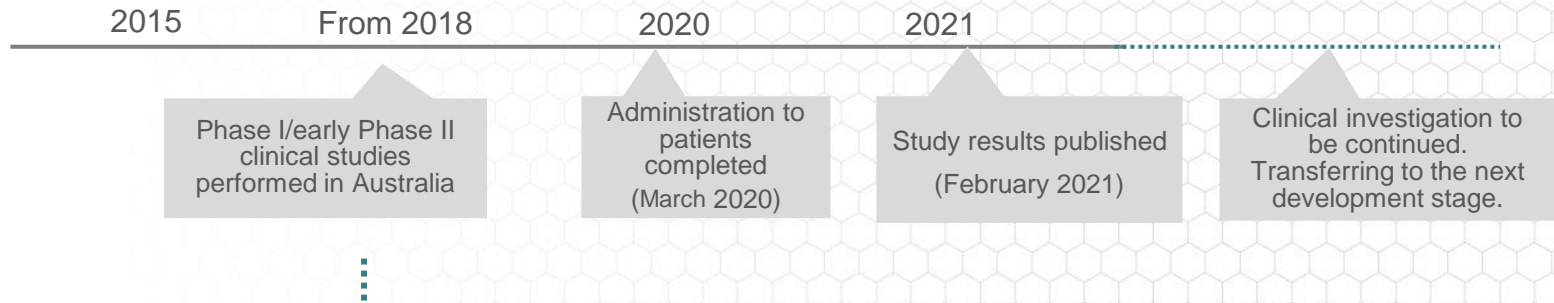 2015 From 2018 2020 2021
Phase I/early Phase II
clinical studies
performed in Australia
Administration to
patients
completed
(March 2020)
Study results published
(February 2021)
Clinical investigation to
be continued.
Transferring to the next
development stage.